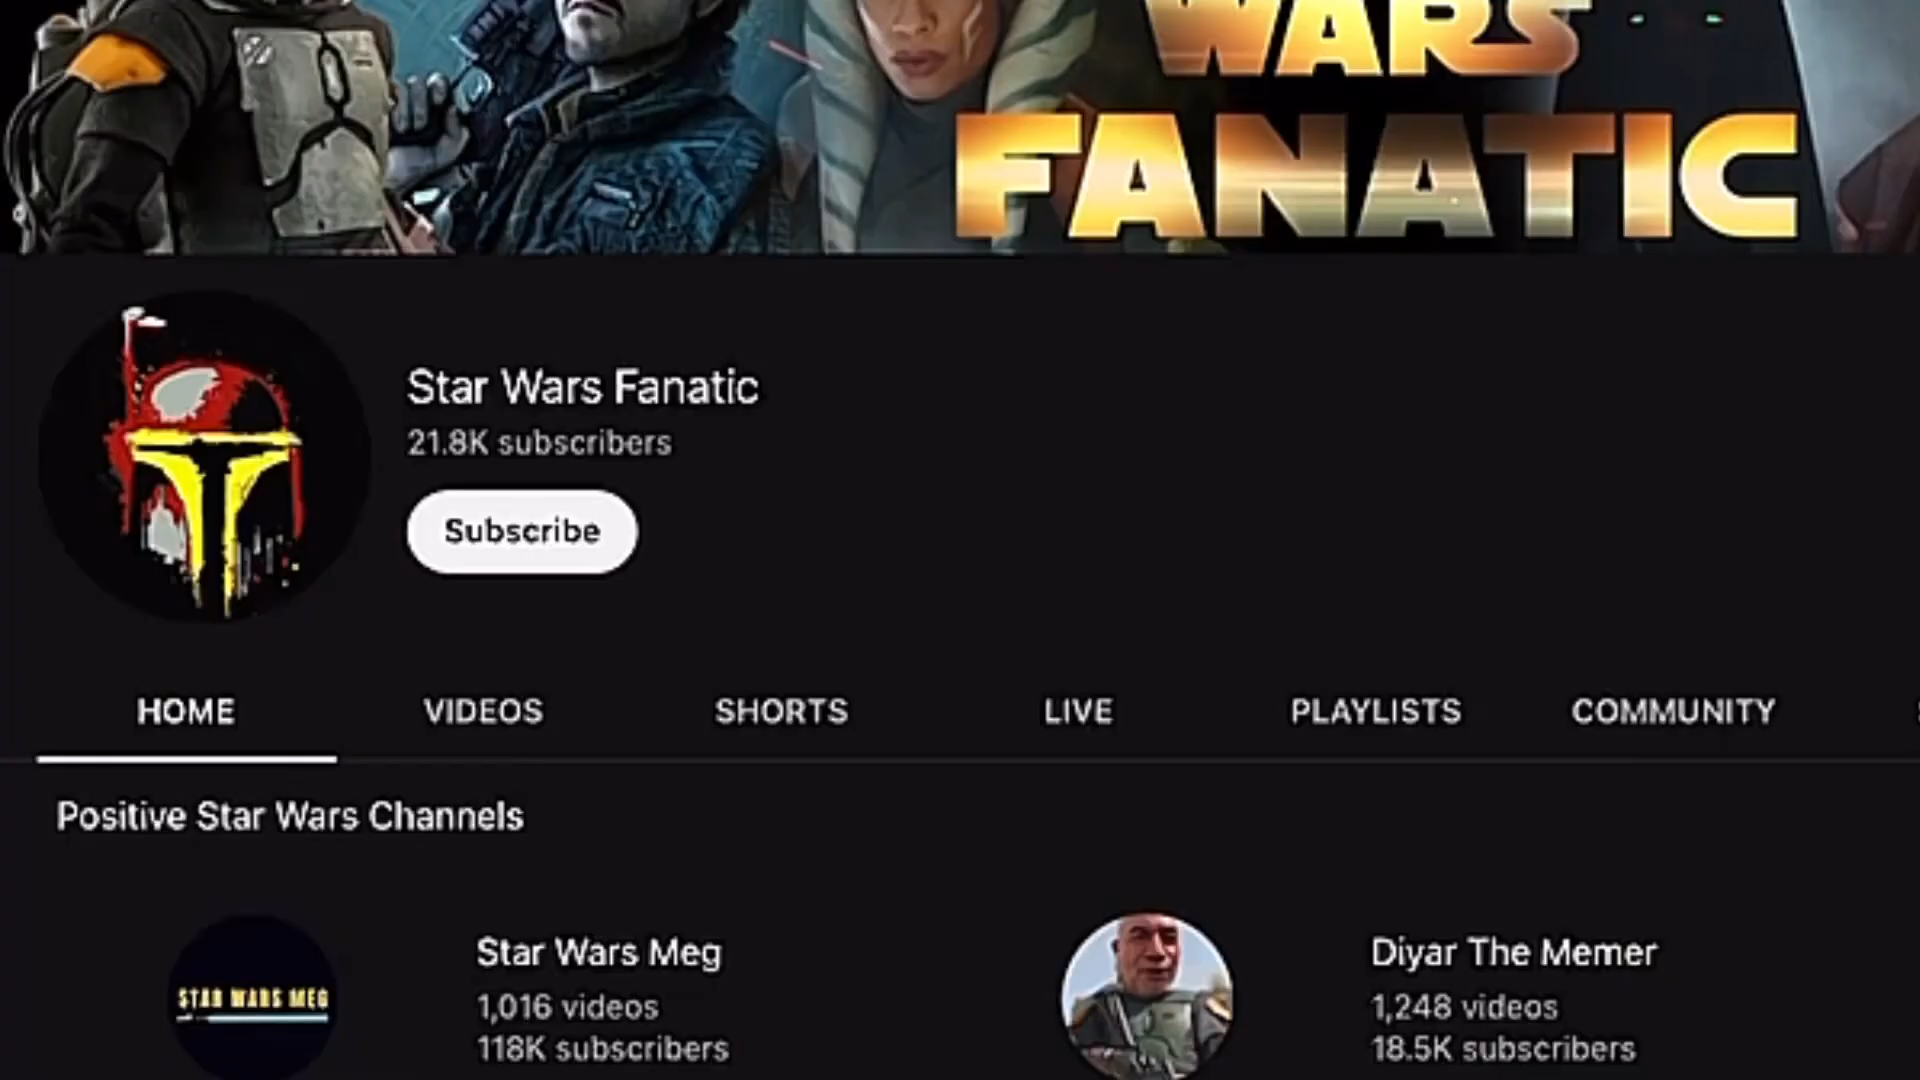 WARS
FANATIC
Star Wars Fanatic
21.8K subscribers
Subscribe
HOME VIDEOS SHORTS LIVE PLAYLISTS COMMUNITY
Positive Star Wars Channels
STAR WARS MEG
Star Wars Meg
1,016 videos
118K subscribers
Diyar The Memer
1,248 videos
18.5K subscribers